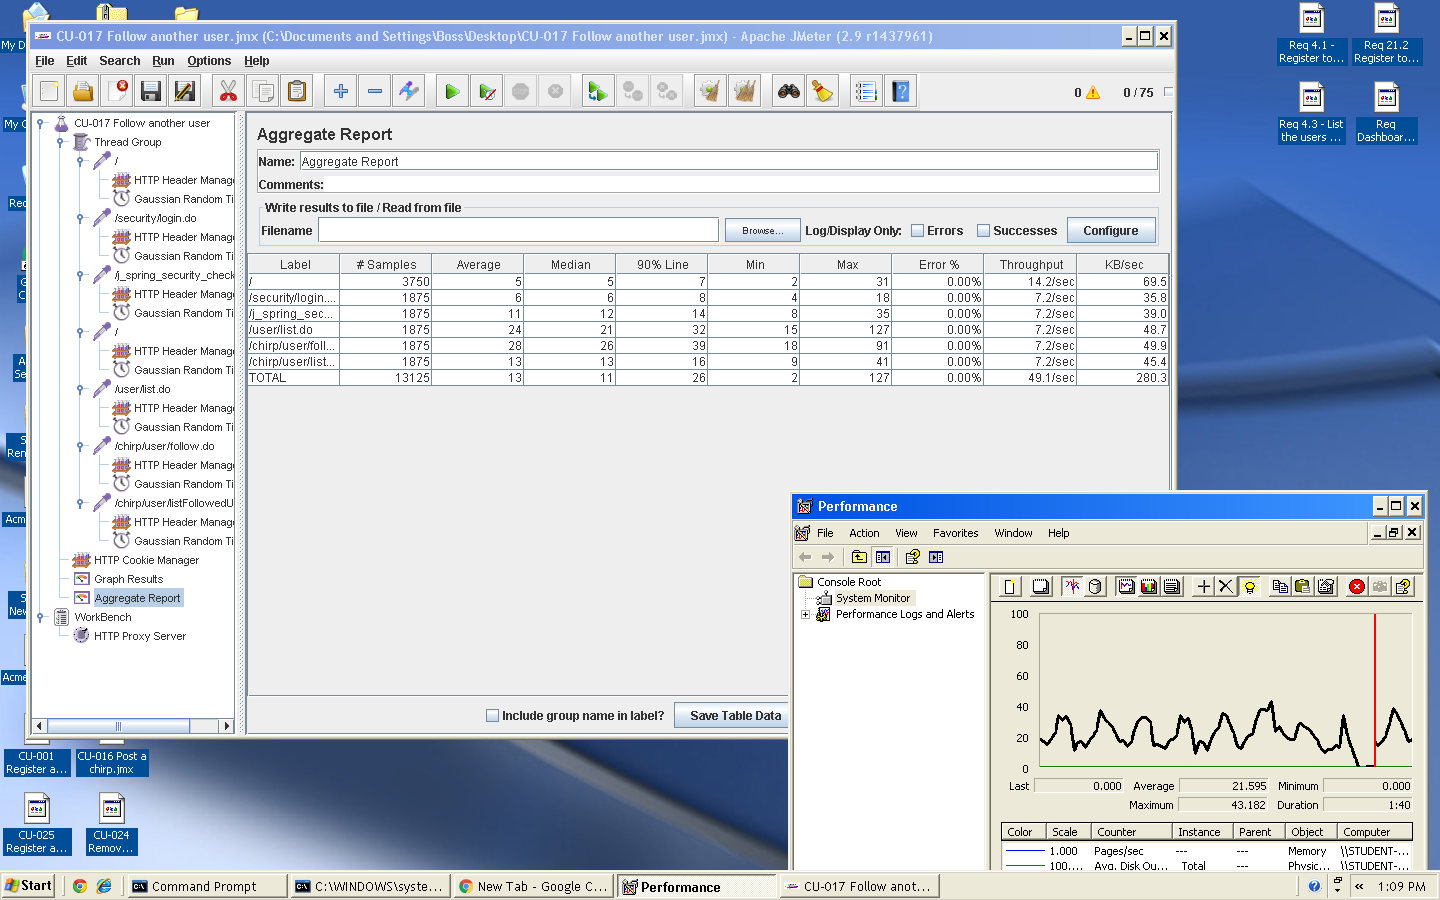 My D
My C
Rec
G
C
A
Se
S
Ren
Acm
S
New
Acme
CU-001
Register a...
CU-016 Post a
chirp.jmx
CU-025
Register a...
CU-024
Remov...
Req 4.1 -
Register to...
Req 21.2
Register to...
Req 4.3 - List
the users ...
Req
Dashboar...
CU-017 Follow another user.jmx (C:\Documents and Settings\Boss\Desktop\CU-017 Follow another user.jmx) - Apache JMeter (2.9 r1437961)
File Edit Search Run Options Help
0 0 / 75
CU-017 Follow another user
Thread Group
/
HTTP Header Manag
Gaussian Random Ti
/security/login.do
HTTP Header Manag
Gaussian Random Ti
/j_spring_security_check
HTTP Header Manag
Gaussian Random Ti
/
HTTP Header Manag
Gaussian Random Ti
/user/list.do
HTTP Header Manag
Gaussian Random Ti
/chirp/user/follow.do
HTTP Header Manag
Gaussian Random Ti
/chirp/user/listFollowedU
HTTP Header Manag
Gaussian Random Ti
HTTP Cookie Manager
Graph Results
Aggregate Report
WorkBench
HTTP Proxy Server
Aggregate Report
Name: Aggregate Report
Comments:
Write results to file / Read from file
Filename Browse... Log/Display Only: Errors Successes Configure
Label # Samples Average Median 90% Line Min Max Error % Throughput KB/sec
/ 3750 5 5 7 2 31 0.00% 14.2/sec 69.5
/security/login.... 1875 6 6 8 4 18 0.00% 7.2/sec 35.8
/j_spring_sec... 1875 11 12 14 8 35 0.00% 7.2/sec 39.0
/user/list.do 1875 24 21 32 15 127 0.00% 7.2/sec 48.7
/chirp/user/foll... 1875 28 26 39 18 91 0.00% 7.2/sec 49.9
/chirp/user/list... 1875 13 13 16 9 41 0.00% 7.2/sec 45.4
TOTAL 13125 13 11 26 2 127 0.00% 49.1/sec 280.3
Include group name in label? Save Table Data
Performance
File Action View Favorites Window Help
Console Root
System Monitor
Performance Logs and Alerts
100
80
60
40
20
0
Last 0.000 Average 21.595 Minimum 0.000
Maximum 43.182 Duration 1:40
Color Scale Counter Instance Parent Object Computer
1.000 Pages/sec --- --- Memory \\STUDENT-...
100.... Avg. Disk Qu... _Total --- Physic... \\STUDENT-...
Start Command Prompt C:\WINDOWS\syste... New Tab - Google C... Performance CU-017 Follow anot... « 1:09 PM